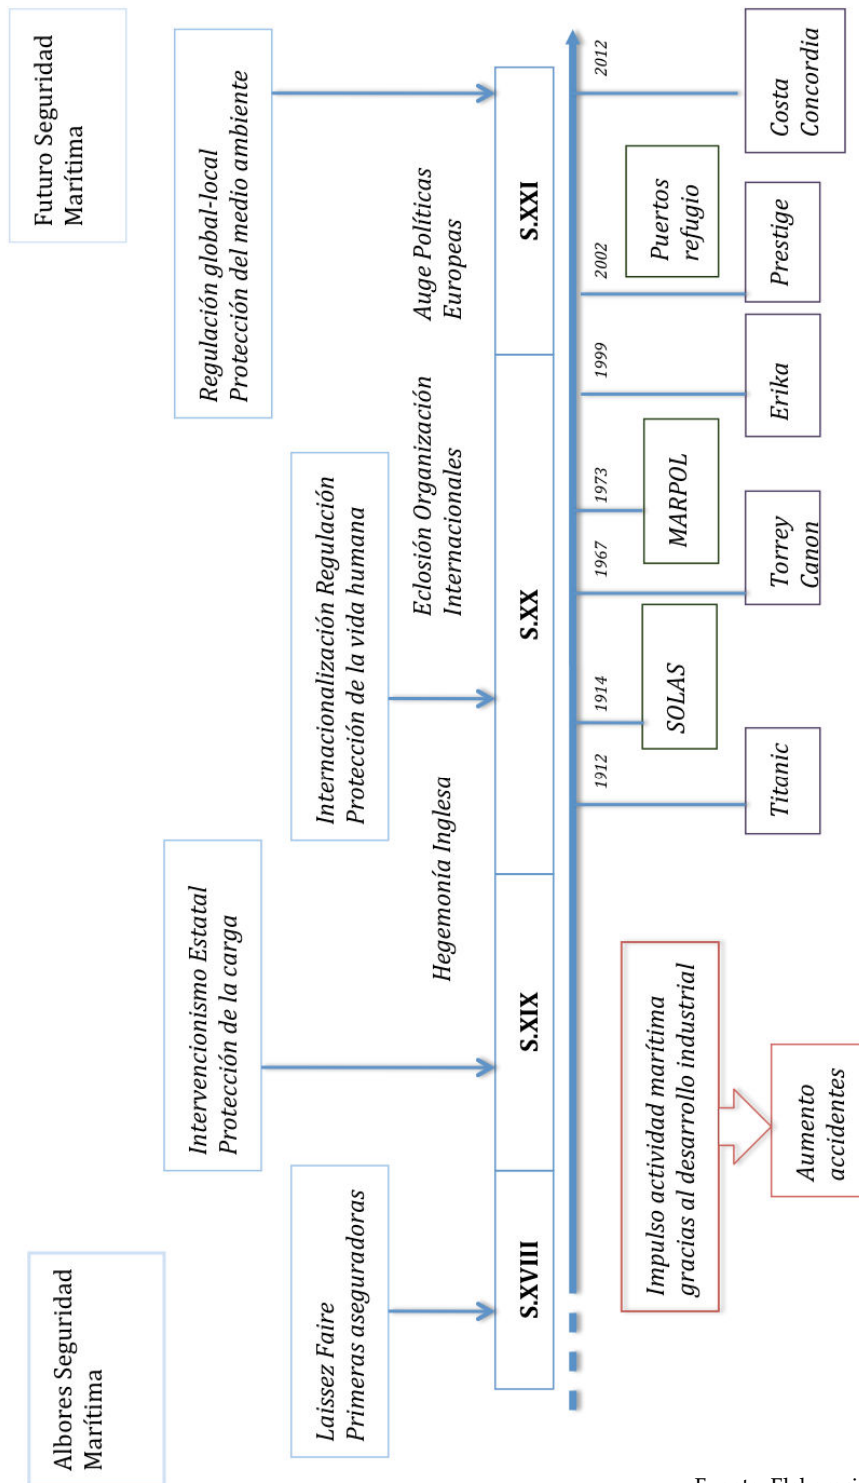 Albores Seguridad
Marítima
Futuro Seguridad
Marítima
Laissez Faire
Primeras aseguradoras
Intervencionismo Estatal
Protección de la carga
Internacionalización Regulación
Protección de la vida humana
Regulación global-local
Protección del medio ambiente
Hegemonía Inglesa
Eclosión Organización
Internacionales
Auge Políticas
Europeas
S.XVIII
S.XIX
S.XX
S.XXI
1912
1914
1967
1973
1999
2002
2012
Impulso actividad marítima
gracias al desarrollo industrial
Aumento
accidentes
SOLAS
MARPOL
Puertos
refugio
Titanic
Torrey
Canon
Erika
Prestige
Costa
Concordia